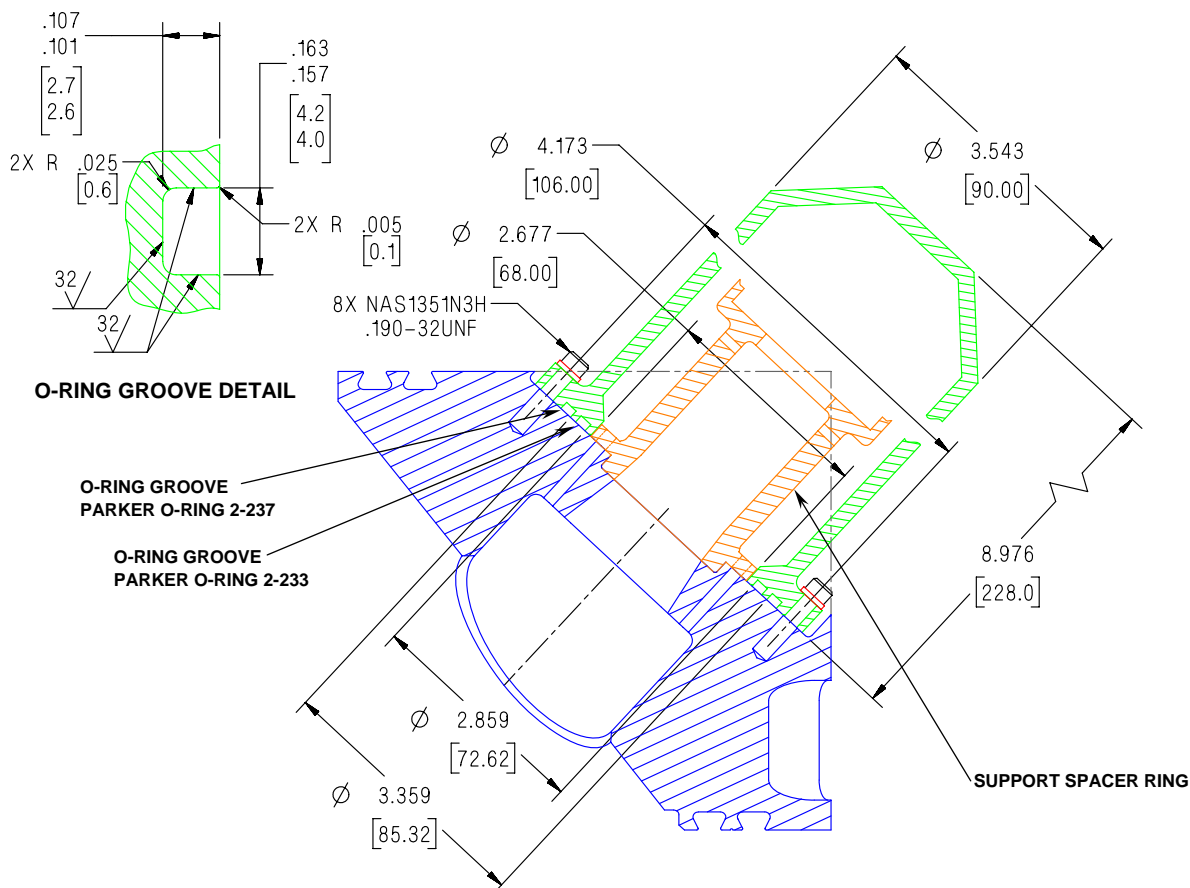 .107
.101
[2.7
2.6]
.163
.157
[4.2
4.0]
2X R .025
[0.6]
2X R .005
[0.1]
32
32
O-RING GROOVE DETAIL
Ø 4.173
[106.00]
Ø 3.543
[90.00]
Ø 2.677
[68.00]
8X NAS1351N3H
.190-32UNF
O-RING GROOVE
PARKER O-RING 2-237
O-RING GROOVE
PARKER O-RING 2-233
8.976
[228.0]
Ø 2.859
[72.62]
Ø 3.359
[85.32]
SUPPORT SPACER RING